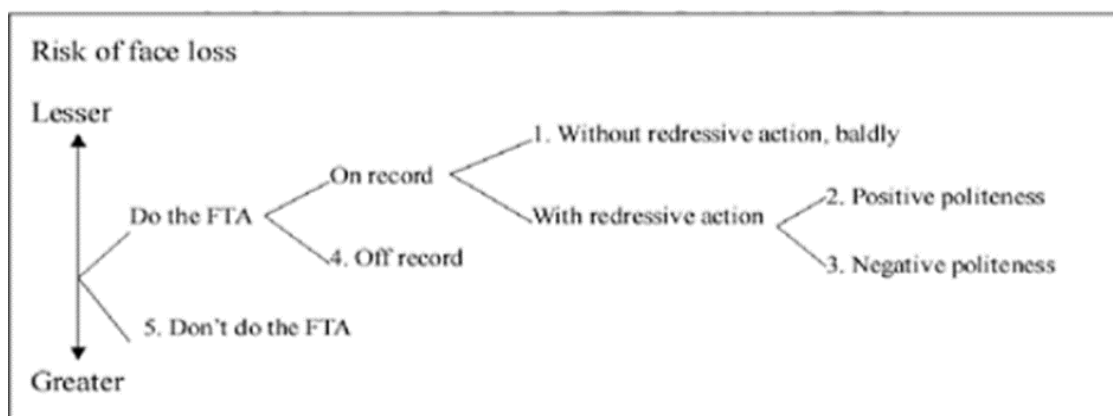 Risk of face loss
Lesser
1. Without redressive action, baldly
On record
2. Positive politeness
Do the FTA
With redressive action
4. Off record
3. Negative politeness
5. Don't do the FTA
Greater